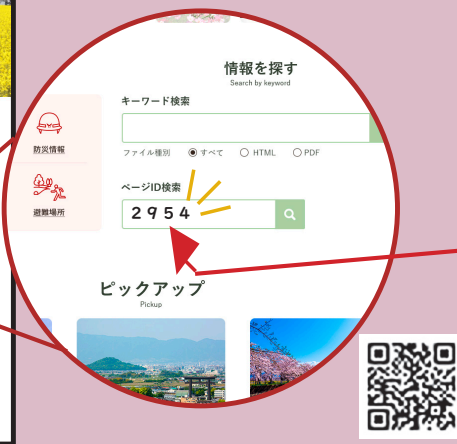 情報を探す
Search by keyword
キーワード検索
ファイル種別 すべて HTML PDF
防災情報
ページID検索
2954
避難場所
ピックアップ
Pickup